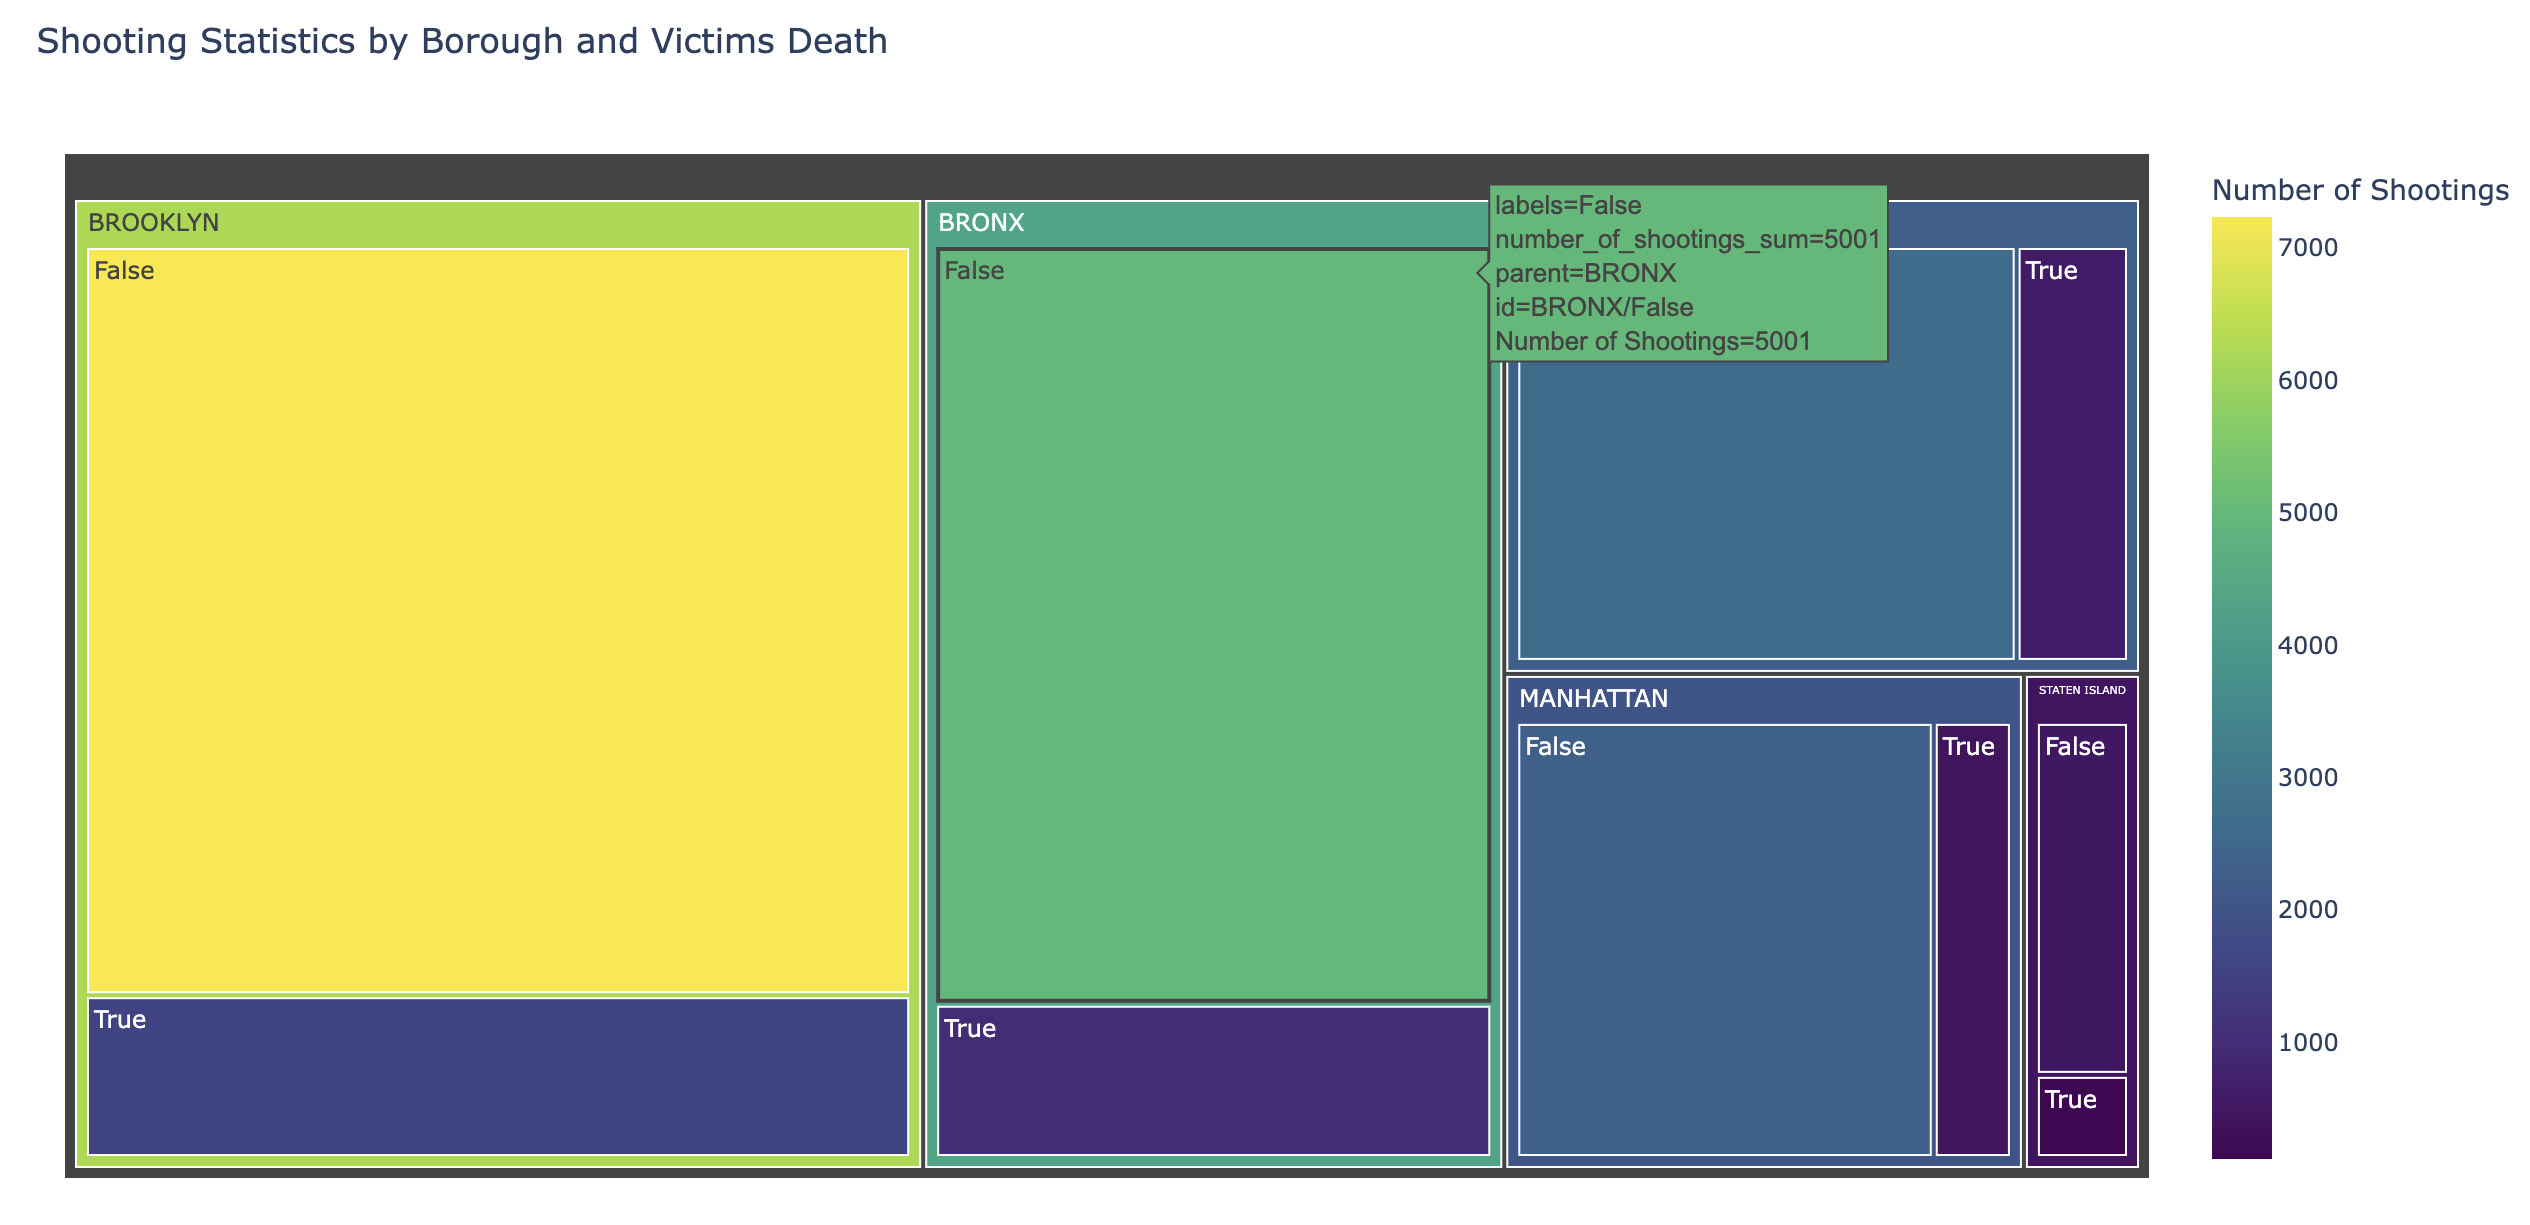 Shooting Statistics by Borough and Victims Death
BROOKLYN
False
True
BRONX
False
True
labels=False
number_of_shootings_sum=5001
parent=BRONX
id=BRONX/False
Number of Shootings=5001
True
MANHATTAN
False
True
STATEN ISLAND
False
True
Number of Shootings
7000
6000
5000
4000
3000
2000
1000